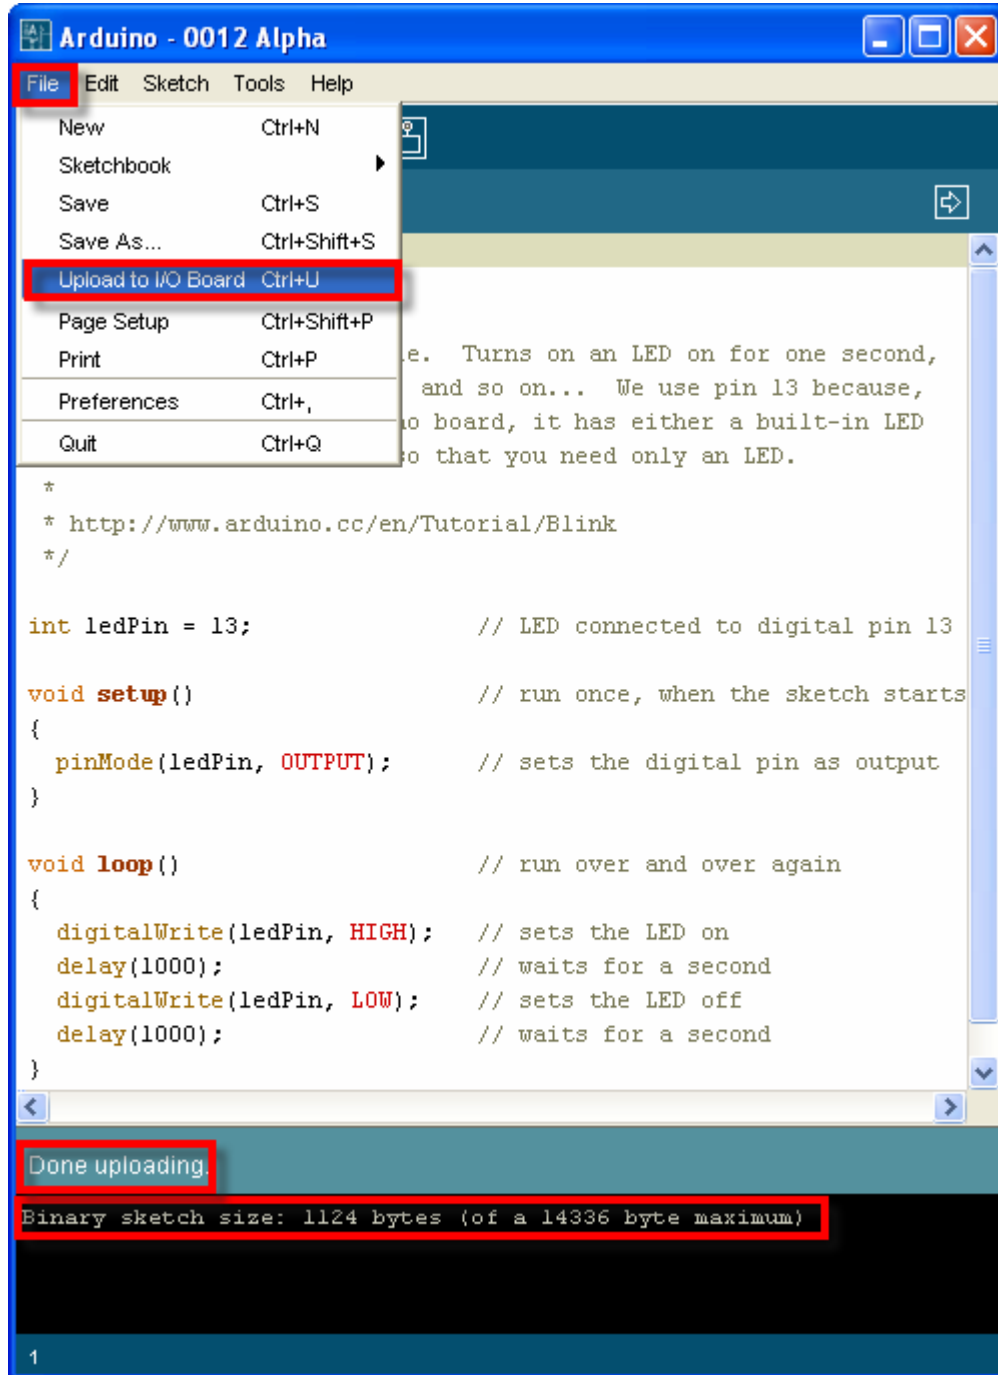 Arduino - 0012 Alpha
File Edit Sketch Tools Help
New Ctrl+N
Sketchbook
Save Ctrl+S
Save As... Ctrl+Shift+S
Upload to I/O Board Ctrl+U
Page Setup Ctrl+Shift+P
Print Ctrl+P
Preferences Ctrl+,
Quit Ctrl+Q
e. Turns on an LED on for one second,
and so on... We use pin 13 because,
o board, it has either a built-in LED
o that you need only an LED.
*
* http://www.arduino.cc/en/Tutorial/Blink
*/
int ledPin = 13; // LED connected to digital pin 13
void setup() // run once, when the sketch starts
{
pinMode(ledPin, OUTPUT); // sets the digital pin as output
}
void loop() // run over and over again
{
digitalWrite(ledPin, HIGH); // sets the LED on
delay(1000); // waits for a second
digitalWrite(ledPin, LOW); // sets the LED off
delay(1000); // waits for a second
}
Done uploading.
Binary sketch size: 1124 bytes (of a 14336 byte maximum)
1